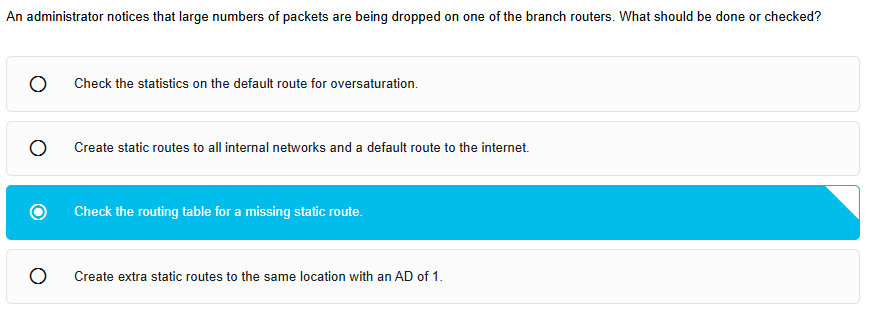 An administrator notices that large numbers of packets are being dropped on one of the branch routers. What should be done or checked?
Check the statistics on the default route for oversaturation.
Create static routes to all internal networks and a default route to the internet.
Check the routing table for a missing static route.
Create extra static routes to the same location with an AD of 1.